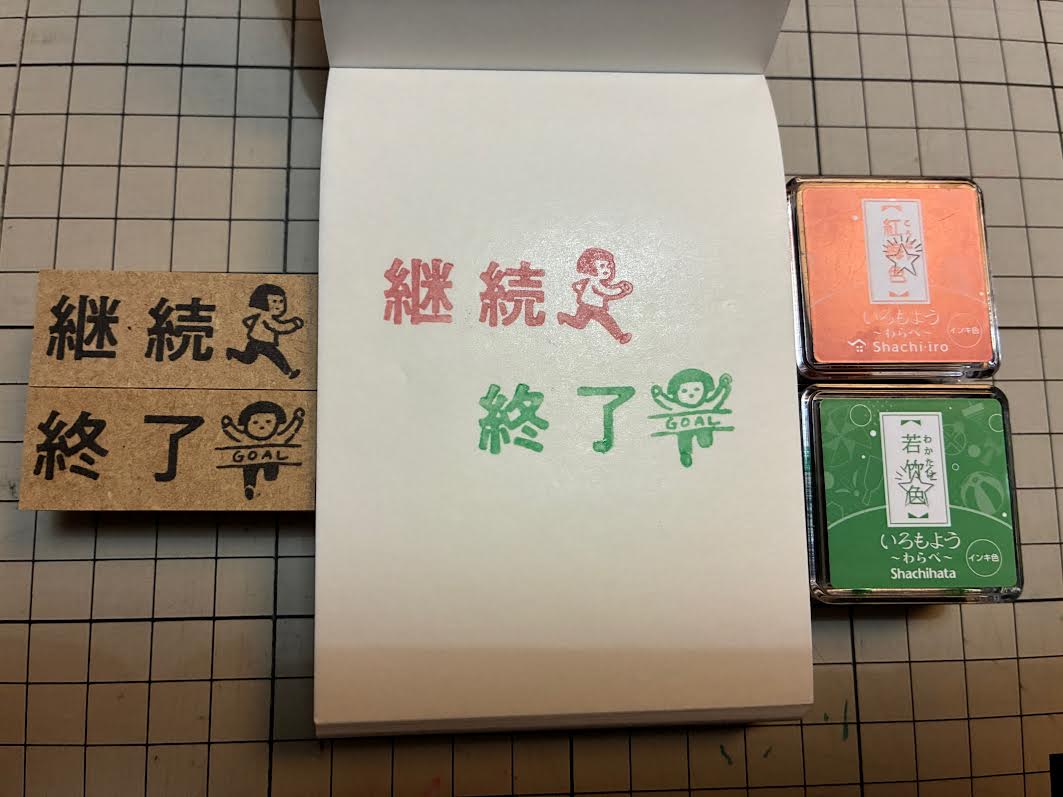 継続
終了
GOAL
継続
終了
GOAL
紅 色
いろもよう
～わらべ～
インキ色
Shachi・iro
若竹色
わかたけ
いろもよう
～わらべ～
インキ色
Shachihata